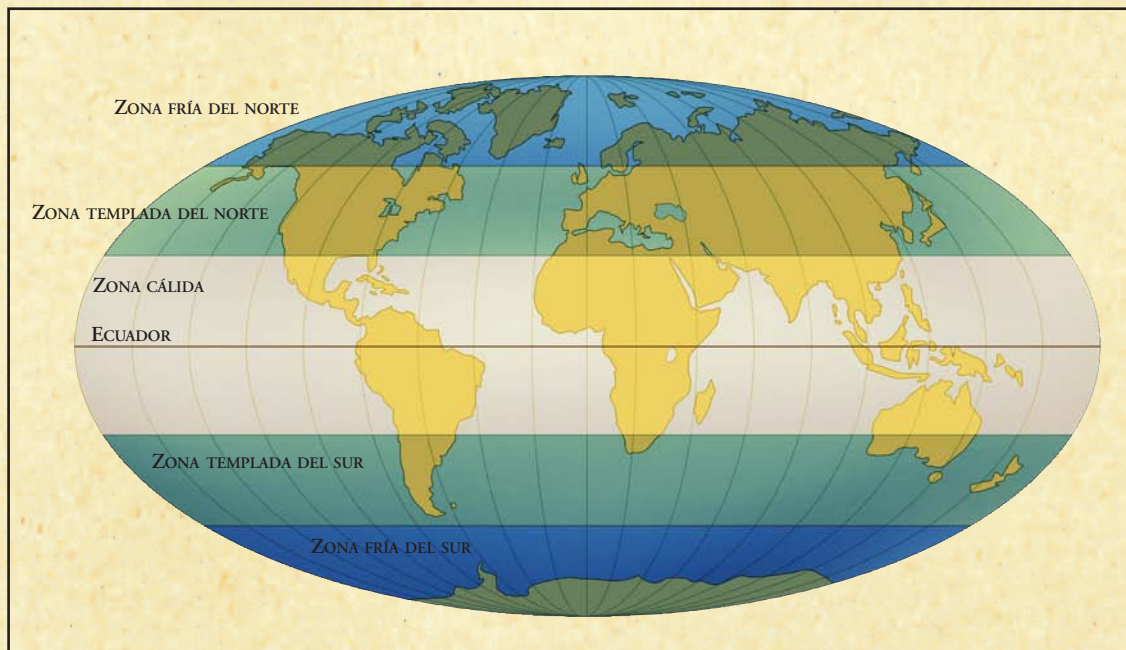 Zona fría del norte
Zona templada del norte
Zona cálida
Ecuador
Zona templada del sur
Zona fría del sur